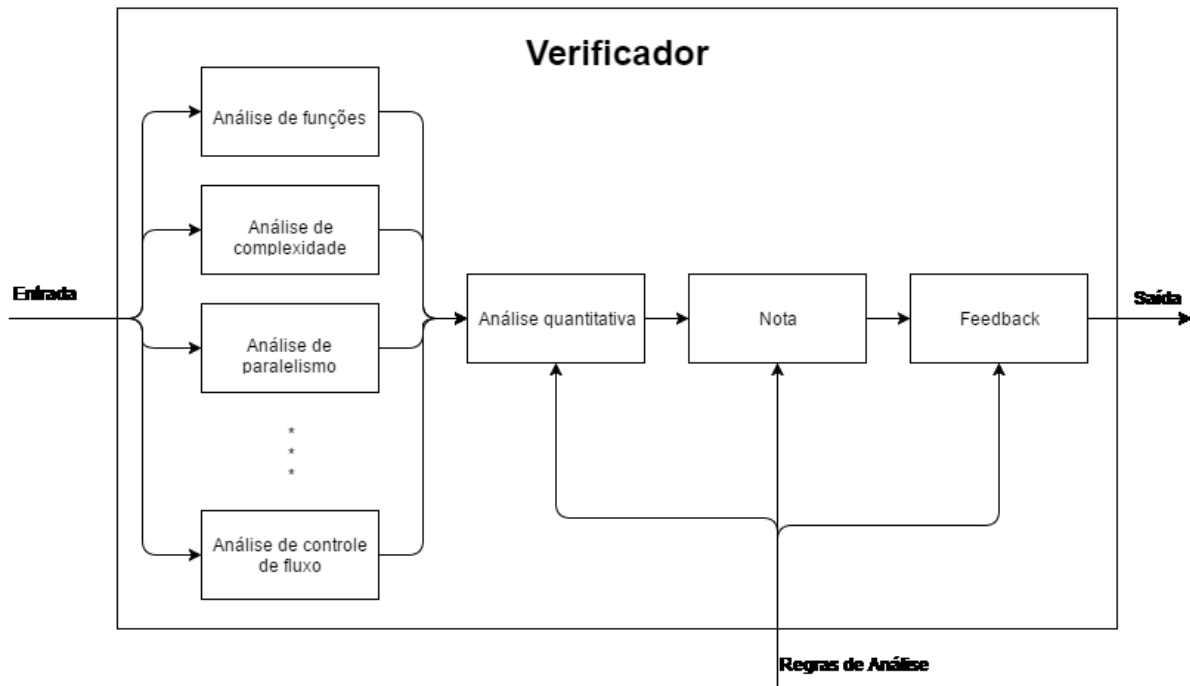 Verificador
Análise de funções
Análise de
complexidade
Entrada
Análise de
paralelismo
*
*
*
Análise de controle
de fluxo
Análise quantitativa
Nota
Feedback
Saída
Regras de Análise